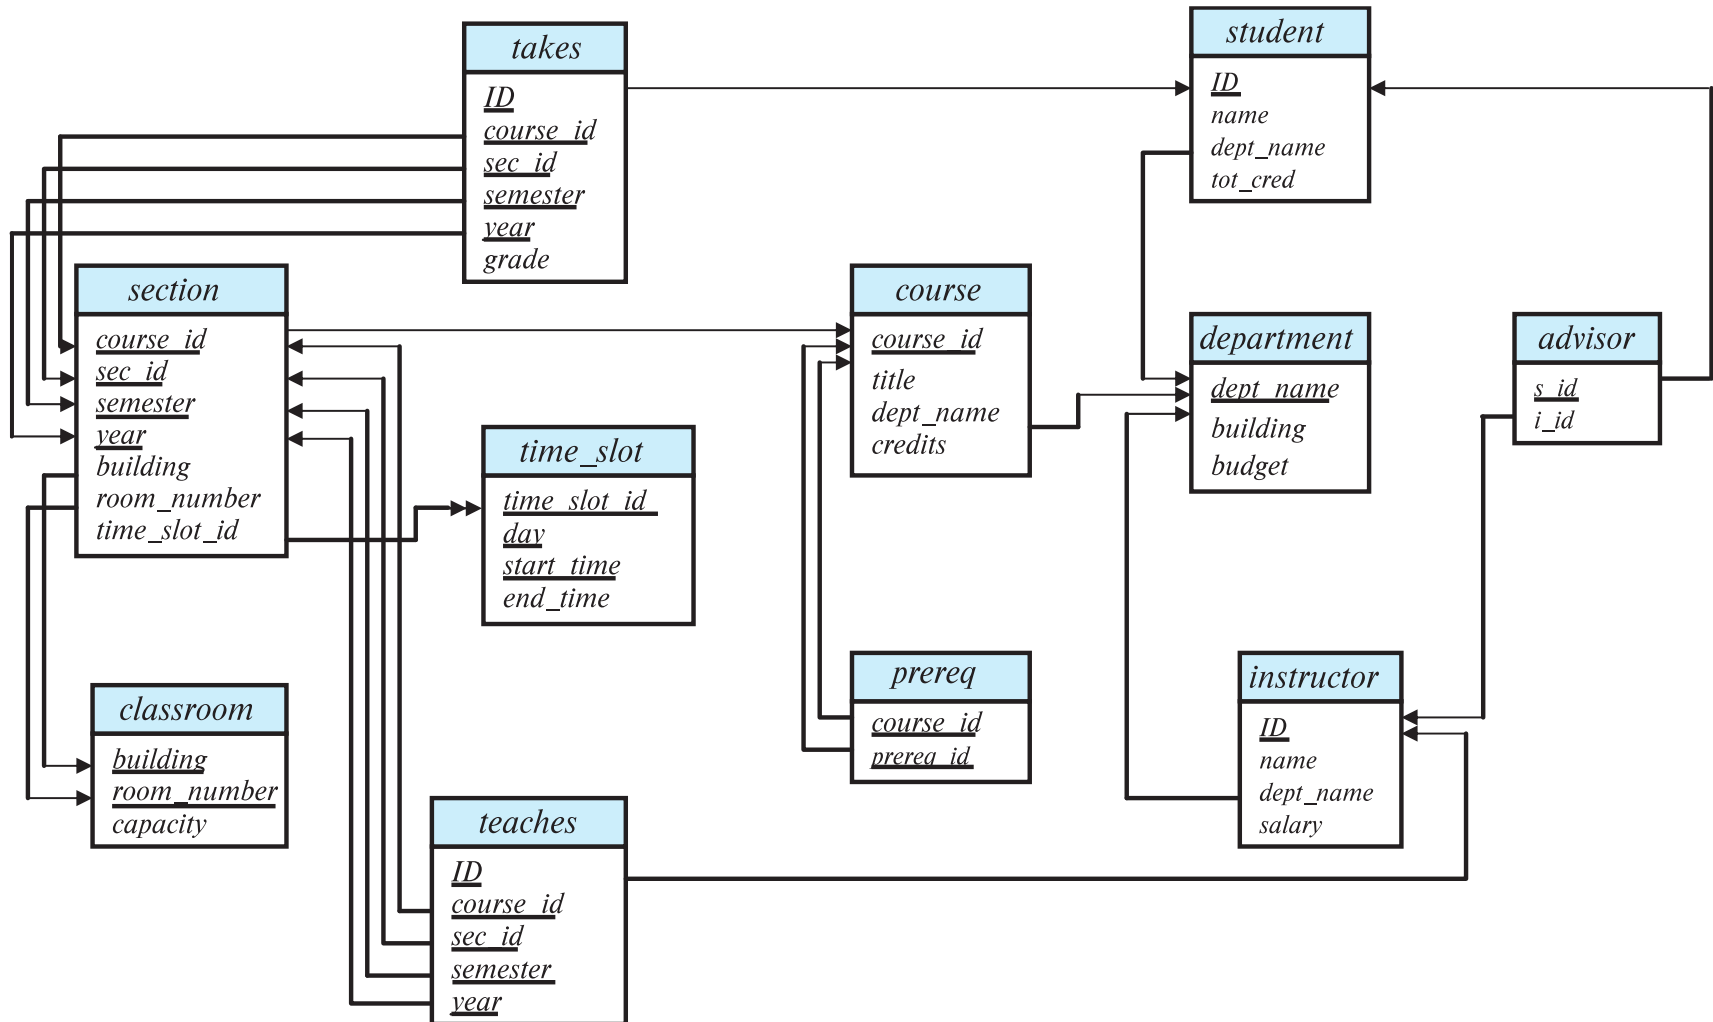 takes
ID
course_id
sec_id
semester
year
grade
student
ID
name
dept_name
tot_cred
section
course_id
sec_id
semester
year
building
room_number
time_slot_id
course
course_id
title
dept_name
credits
department
dept_name
building
budget
advisor
s_id
i_id
time_slot
time_slot_id
day
start_time
end_time
classroom
building
room_number
capacity
prereq
course_id
prereq_id
instructor
ID
name
dept_name
salary
teaches
ID
course_id
sec_id
semester
year